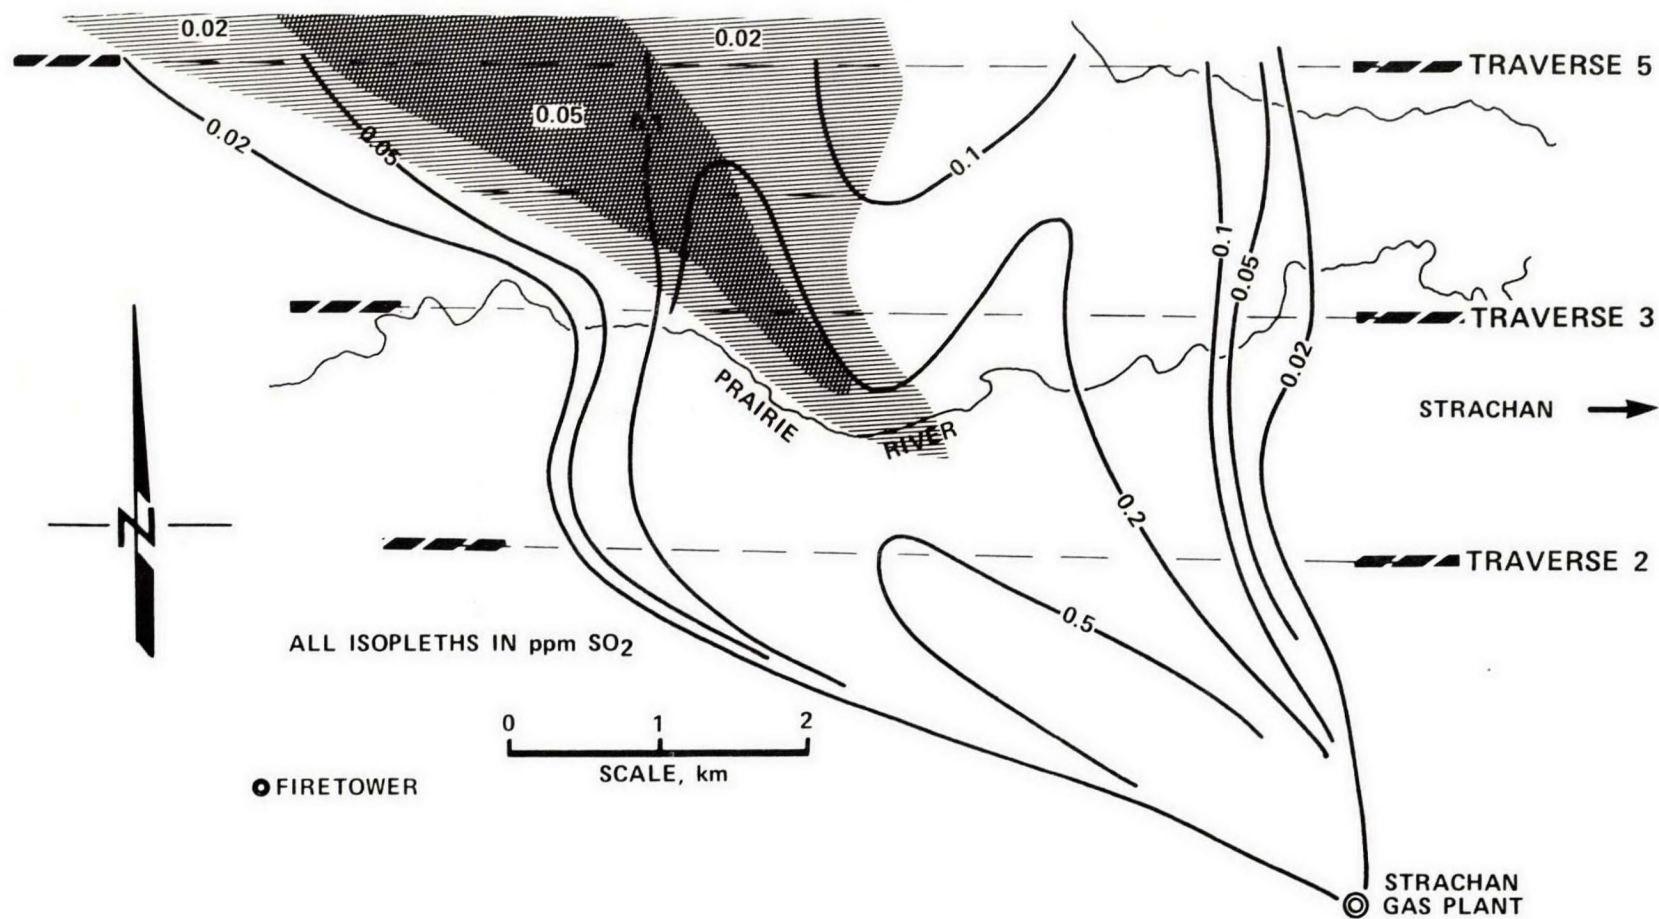 0.02
0.02
TRAVERSE 5
0.05
0.1
0.02
0.05
0.1
0.1
0.05
TRAVERSE 3
0.02
PRAIRIE
RIVER
STRACHAN
0.2
N
TRAVERSE 2
0.5
ALL ISOPLETHS IN ppm SO2
0 1 2
SCALE, km
FIRETOWER
STRACHAN
GAS PLANT